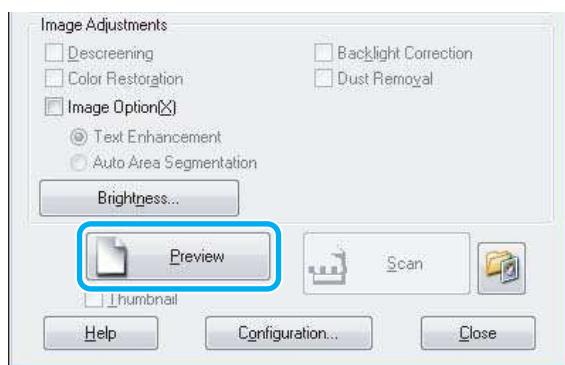 Image Adjustments
Descreening Backlight Correction
Color Restoration Dust Removal
Image Option(X)
Text Enhancement
Auto Area Segmentation
Brightness...
Preview Scan
Thumbnail
Help Configuration... Close